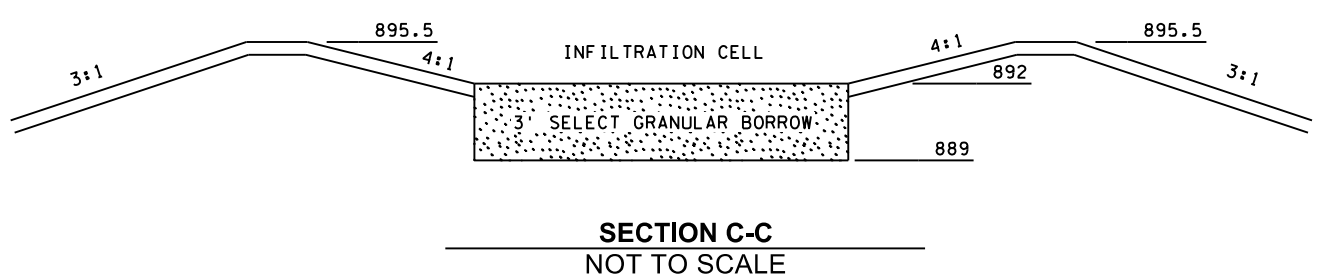 895.5
895.5
INFILTRATION CELL
4:1
3:1
4:1
892
3:1
3' SELECT GRANULAR BORROW
889
SECTION C-C
NOT TO SCALE